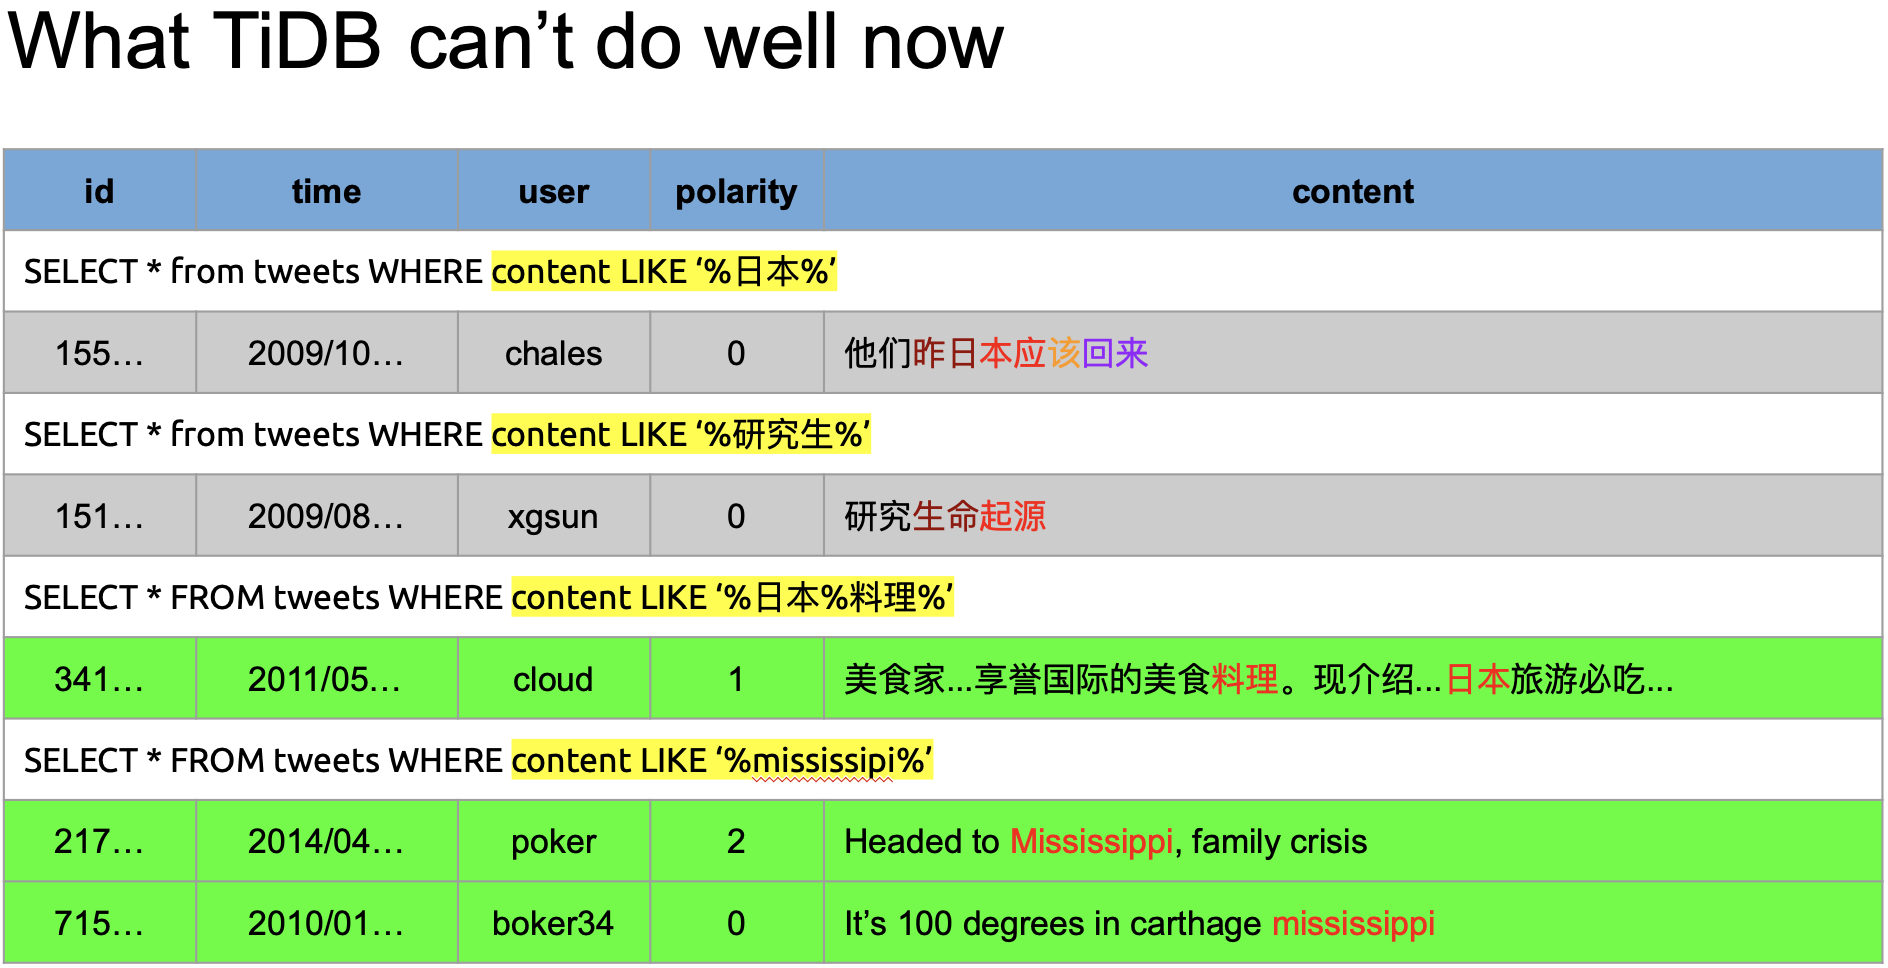 What TiDB can’t do well now
id time user polarity content
SELECT * from tweets WHERE content LIKE ‘%日本%’
155… 2009/10… chales 0 他们昨日本应该回来
SELECT * from tweets WHERE content LIKE ‘%研究生%’
151… 2009/08… xgsun 0 研究生命起源
SELECT * FROM tweets WHERE content LIKE ‘%日本%料理%’
341… 2011/05… cloud 1 美食家...享誉国际的美食料理。现介绍...日本旅游必吃...
SELECT * FROM tweets WHERE content LIKE ‘%mississipi%’
217… 2014/04… poker 2 Headed to Mississippi, family crisis
715… 2010/01… boker34 0 It’s 100 degrees in carthage mississippi